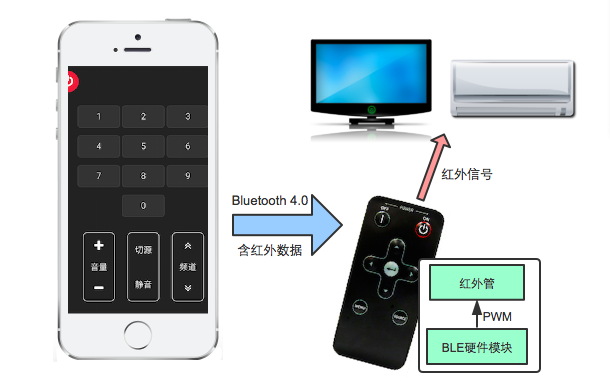 1 2 3
4 5 6
7 8 9
0
音量 切源 频道
静音
Bluetooth 4.0
含红外数据
红外信号
POWER
OFF ON
红外管
PWM
BLE硬件模块